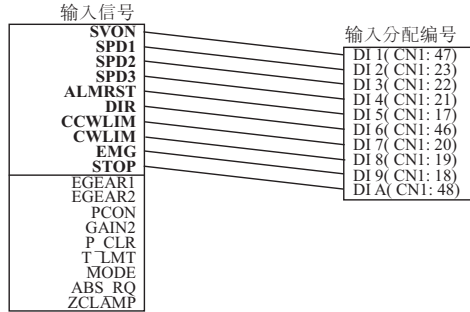 输入信号
SVON
SPD1
SPD2
SPD3
ALMRST
DIR
CCWLIM
CWLIM
EMG
STOP
EGEAR1
EGEAR2
PCON
GAIN2
P_CLR
T_LMT
MODE
ABS_RQ
ZCLAMP
输入分配编号
DI 1( CN1: 47)
DI 2( CN1: 23)
DI 3( CN1: 22)
DI 4( CN1: 21)
DI 5( CN1: 17)
DI 6( CN1: 46)
DI 7( CN1: 20)
DI 8( CN1: 19)
DI 9( CN1: 18)
DI A( CN1: 48)